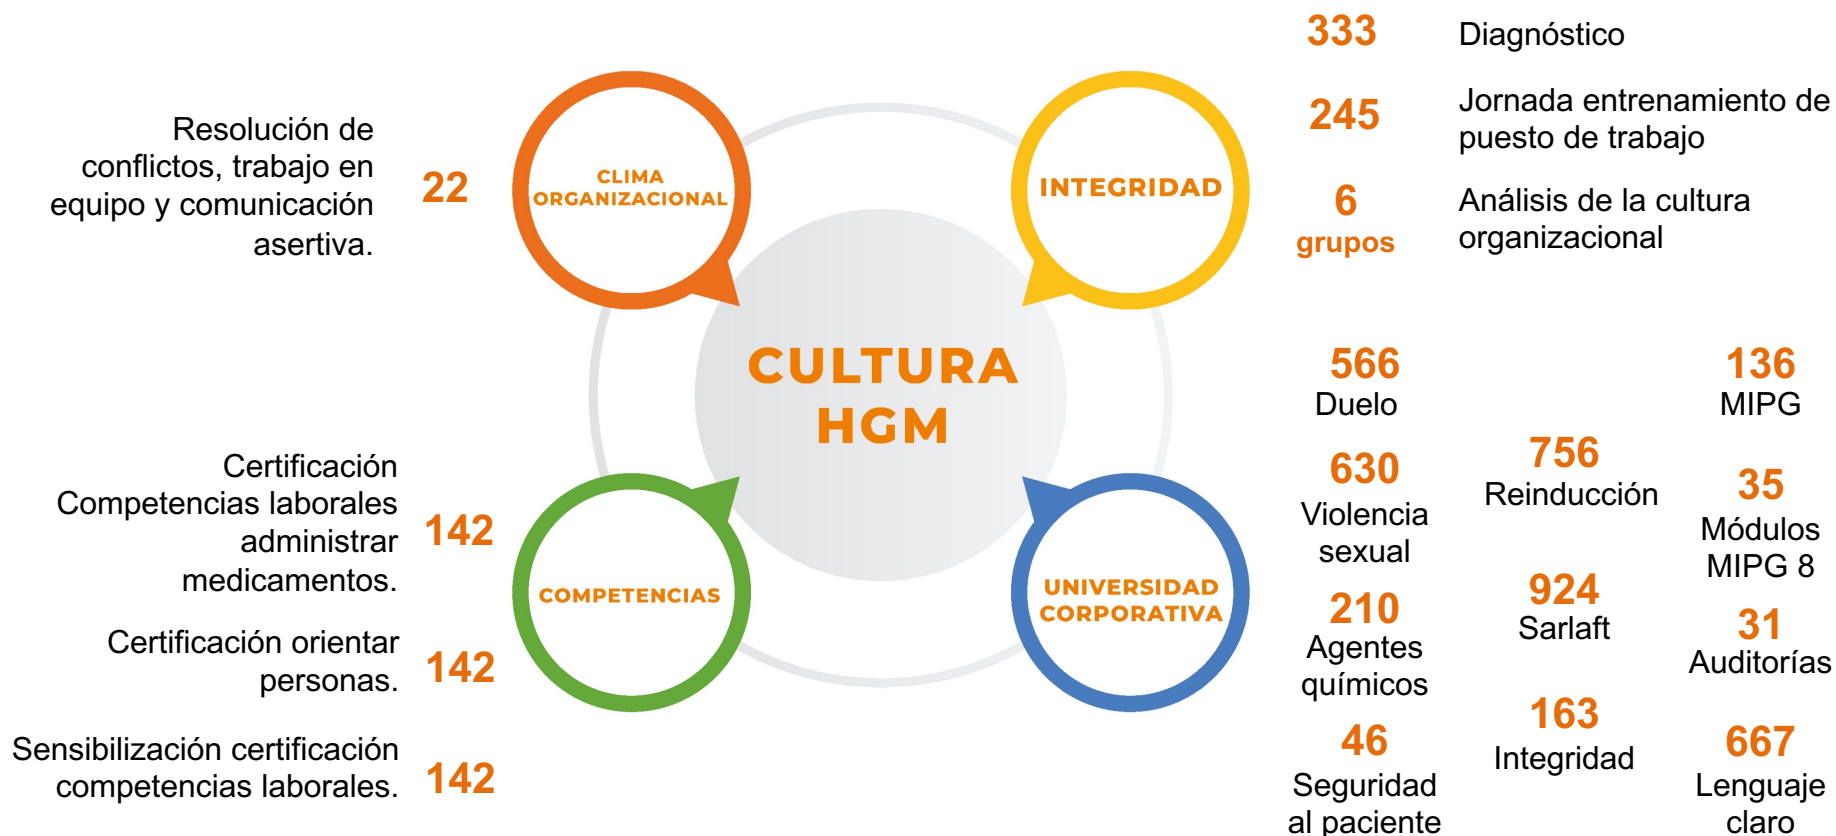 Resolución de
conflictos, trabajo en
equipo y comunicación
asertiva.
22
CLIMA
ORGANIZACIONAL
INTEGRIDAD
333
Diagnóstico
245
Jornada entrenamiento de
puesto de trabajo
6
grupos
Análisis de la cultura
organizacional
CULTURA
HGM
Certificación
Competencias laborales
administrar
medicamentos.
142
Certificación orientar
personas.
142
Sensibilización certificación
competencias laborales.
142
COMPETENCIAS
UNIVERSIDAD
CORPORATIVA
566
Duelo
630
Violencia
sexual
210
Agentes
químicos
46
Seguridad
al paciente
756
Reinducción
924
Sarlaft
163
Integridad
136
MIPG
35
Módulos
MIPG 8
31
Auditorías
667
Lenguaje
claro